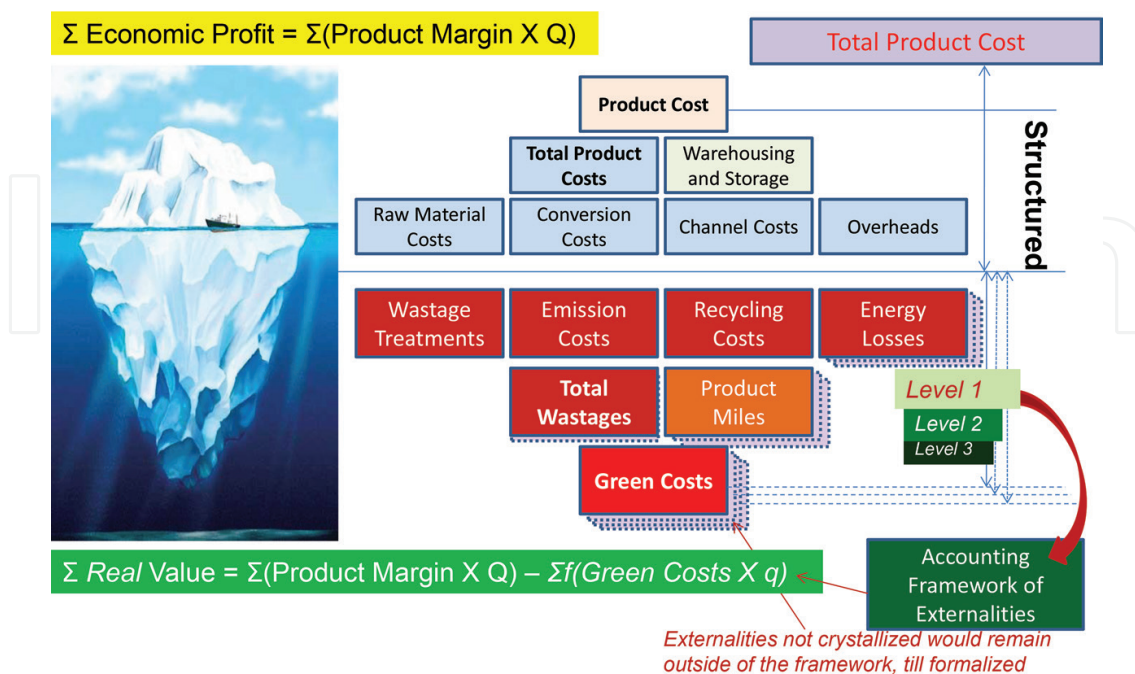 Σ Economic Profit = Σ(Product Margin X Q)
Total Product Cost
Product Cost
Structured
Total Product
Costs
Warehousing
and Storage
Raw Material
Costs
Conversion
Costs
Channel Costs
Overheads
Wastage
Treatments
Emission
Costs
Recycling
Costs
Energy
Losses
Total
Wastages
Product
Miles
Level 1
Level 2
Level 3
Green Costs
Σ Real Value = Σ(Product Margin X Q) – Σf(Green Costs X q)
Accounting
Framework of
Externalities
Externalities not crystallized would remain
outside of the framework, till formalized